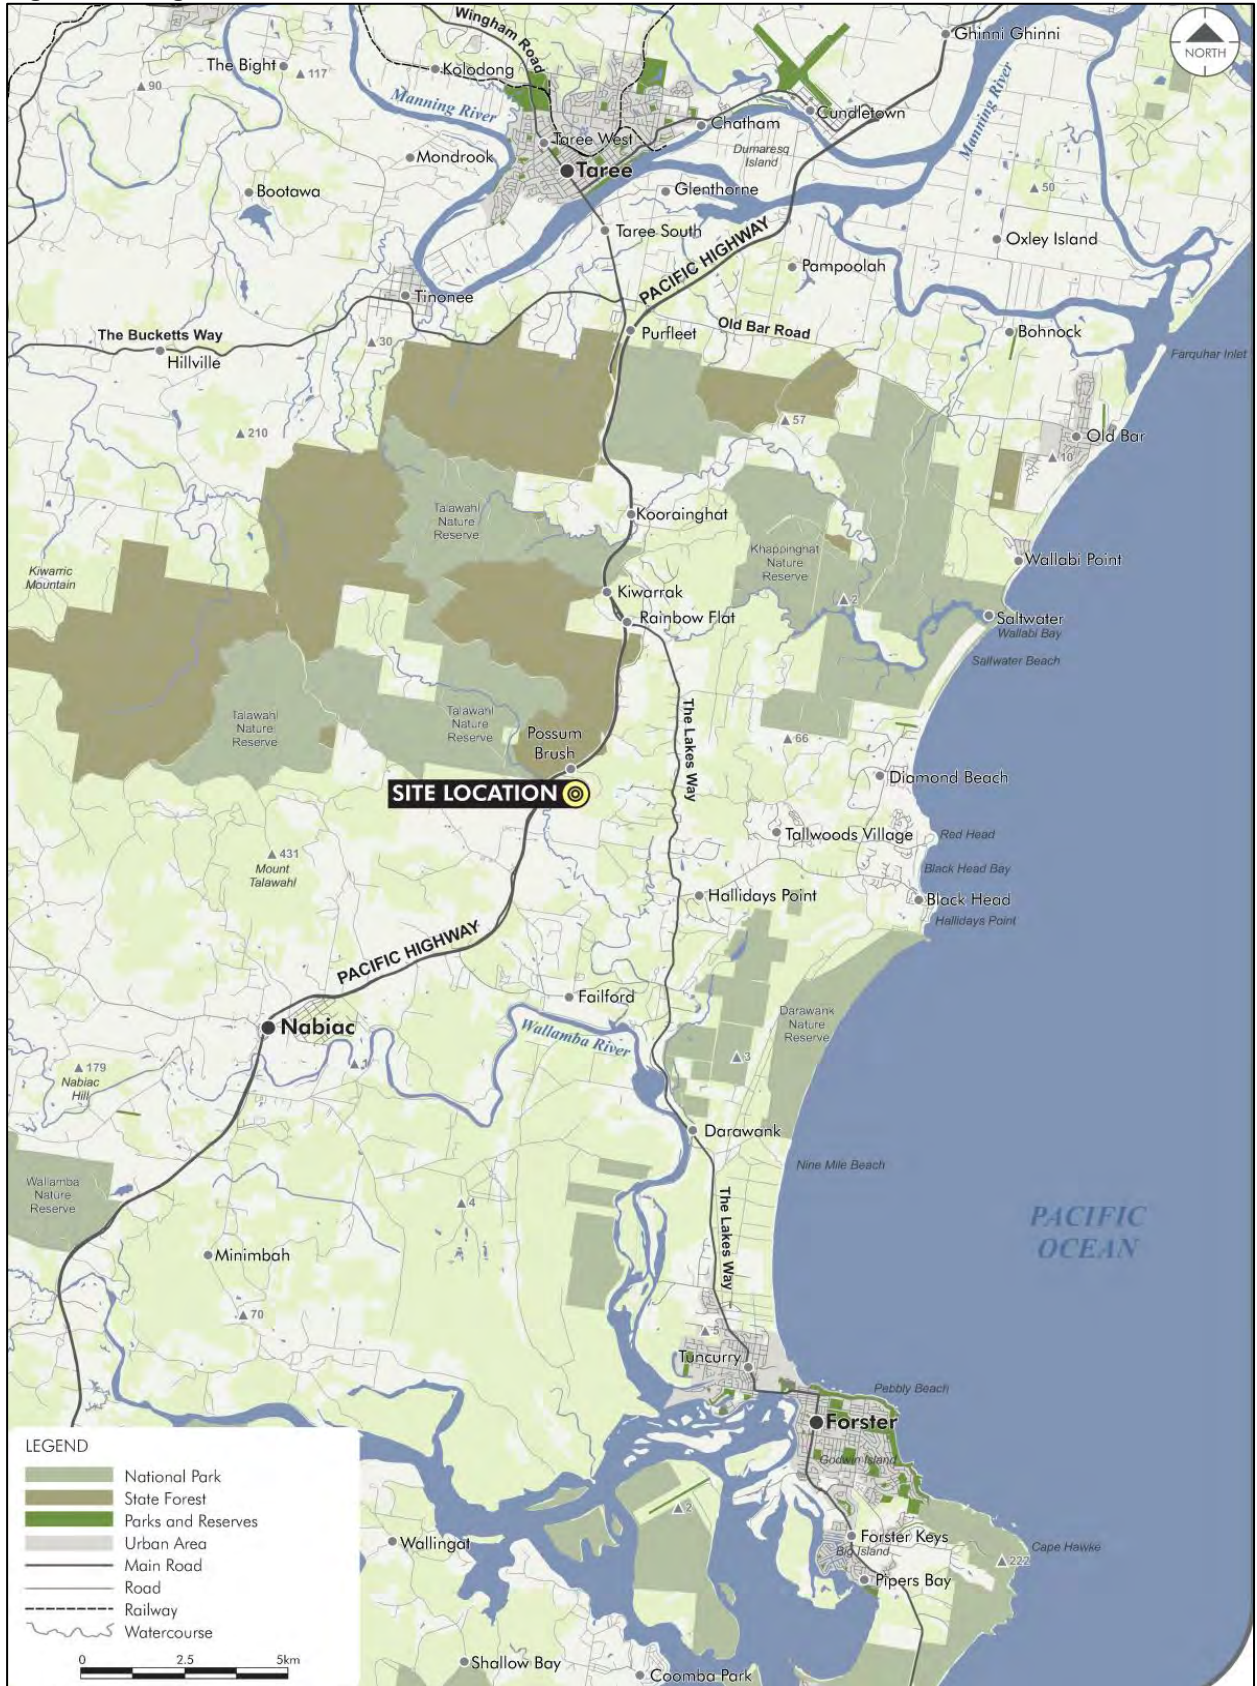 Ghinni Ghinni
NORTH
Wingham Road
The Bight
117
90
Kolodong
Manning River
Cundletown
Chatham
Manning River
Taree West
Dumaresq
Island
Mondrook
Taree
Bootawa
Glenthorne
50
Taree South
Oxley Island
PACIFIC HIGHWAY
Pampoolah
Tinonee
The Bucketts Way
Hillville
30
Purfleet
Old Bar Road
Bohnock
Farquhar Inlet
210
57
Old Bar
10
Talawahl
Nature
Reserve
Koorainghat
Khappinghat
Nature
Reserve
Wallabi Point
Kiwarric
Mountain
Kiwarrak
2
Rainbow Flat
Saltwater
Wallabi Bay
Saltwater Beach
Talawahl
Nature
Reserve
Talawahl
Nature
Reserve
The Lakes Way
Possum
Brush
66
Diamond Beach
SITE LOCATION
Tallwoods Village
Red Head
431
Mount
Talawahl
Black Head Bay
Hallidays Point
Black Head
Hallidays Point
PACIFIC HIGHWAY
Failford
Nabiac
Wallamba River
Darawank
Nature
Reserve
3
179
Nabiac
Hill
1
Darawank
Nine Mile Beach
Wallamba
Nature
Reserve
4
The Lakes Way
PACIFIC
OCEAN
Minimbah
70
5
Tuncurry
Pebbly Beach
Forster
Godwin Island
LEGEND
National Park
State Forest
Parks and Reserves
Urban Area
Main Road
Road
Railway
Watercourse
0 2.5 5km
2
Wallingat
Forster Keys
Big Island
Cape Hawke
222
Pipers Bay
Shallow Bay
Coomba Park